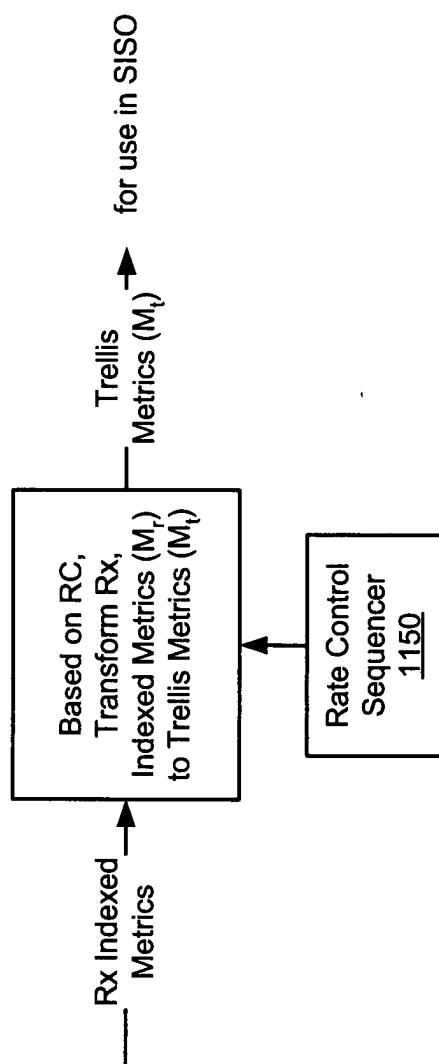 Rx Indexed
Metrics
Based on RC,
Transform Rx,
Indexed Metrics (Mr)
to Trellis Metrics (Mt)
Trellis
Metrics (Mt)
for use in SISO
Rate Control
Sequencer
1150